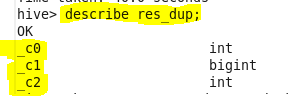 hive> describe res_dup;
OK
_c0 int
_c1 bigint
_c2 int